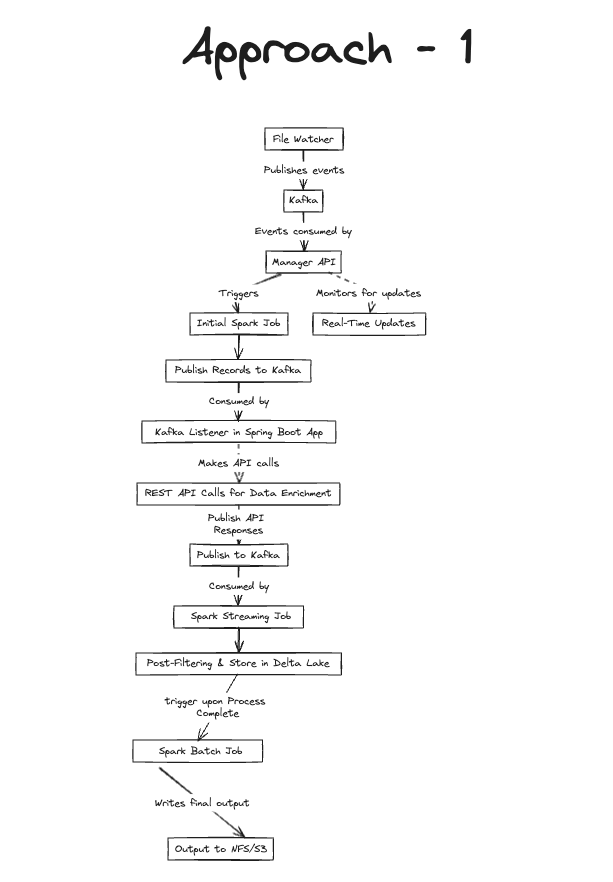 Approach - 1
File Watcher
Publishes events
Kafka
Events consumed by
Manager API
Triggers
Monitors for updates
Initial Spark Job
Real-Time Updates
Publish Records to Kafka
Consumed by
Kafka Listener in Spring Boot App
Makes API calls
REST API Calls for Data Enrichment
Publish API
Responses
Publish to Kafka
Consumed by
Spark Streaming Job
Post-Filtering & Store in Delta Lake
trigger upon Process
Complete
Spark Batch Job
Writes final output
Output to NFS/S3